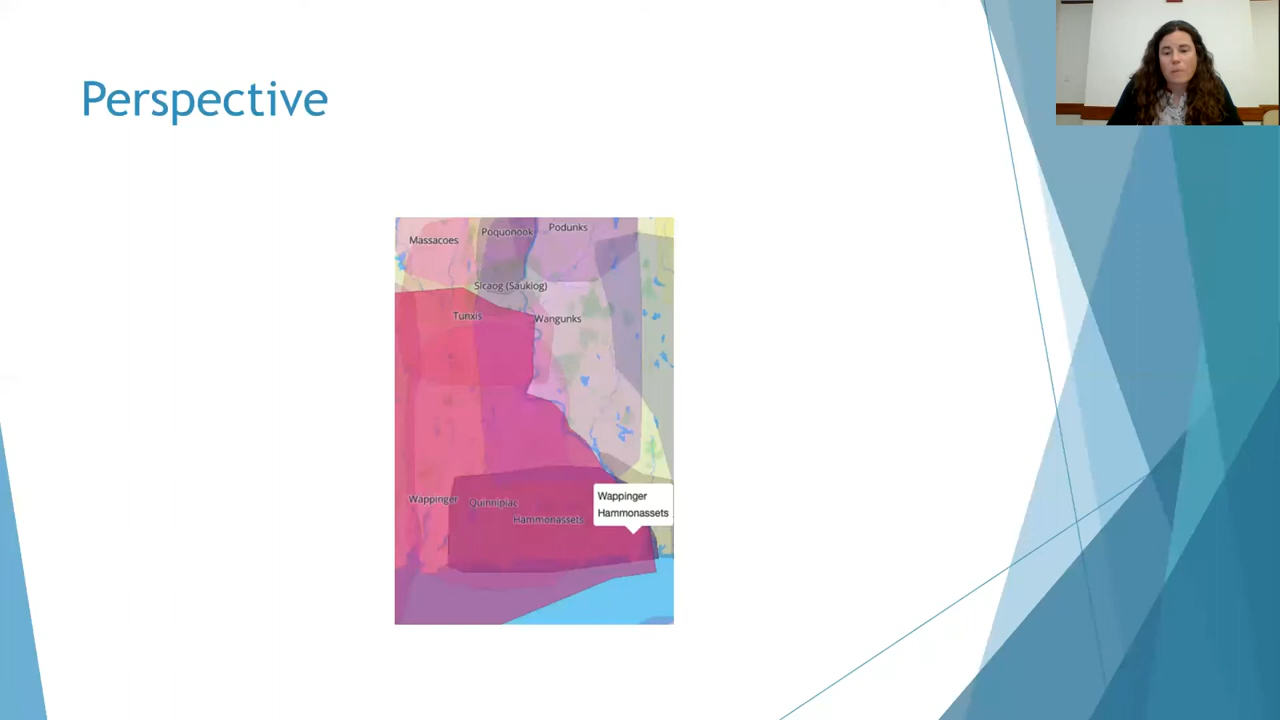 Perspective
Massacoes
Poquonook
Podunks
Sicaog (Saukiog)
Tunxis
Wangunks
Wappinger
Quinnipiac
Hammonassets
Wappinger
Hammonassets